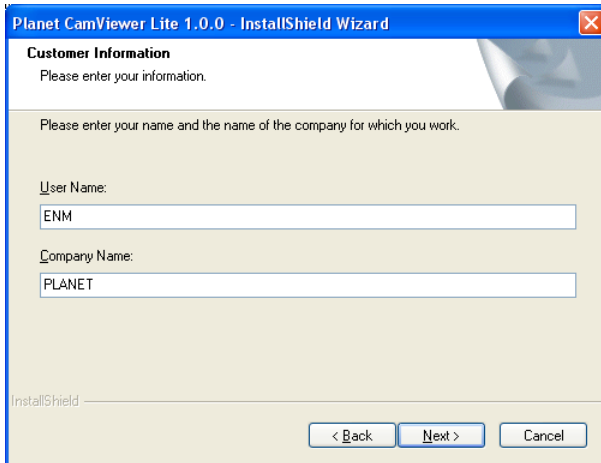 Planet CamViewer Lite 1.0.0 - InstallShield Wizard
Customer Information
Please enter your information.
Please enter your name and the name of the company for which you work.
User Name:
ENM
Company Name:
PLANET
InstallShield
< Back Next > Cancel